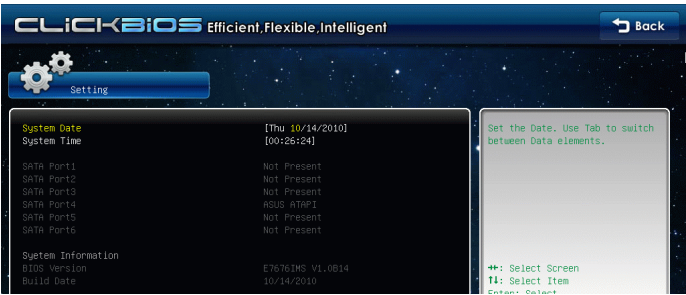 CLiCKBiOS Efficient,Flexible,Intelligent
Back
Setting
System Date [Thu 10/14/2010]
System Time [00:26:24]
SATA Port1 Not Present
SATA Port2 Not Present
SATA Port3 Not Present
SATA Port4 ASUS ATAPI
SATA Port5 Not Present
SATA Port6 Not Present
Syetem Information
BIOS Version E7676IMS V1.0B14
Build Date 10/14/2010
Set the Date. Use Tab to switch
between Data elements.
→←: Select Screen
↑↓: Select Item
Enter: Select